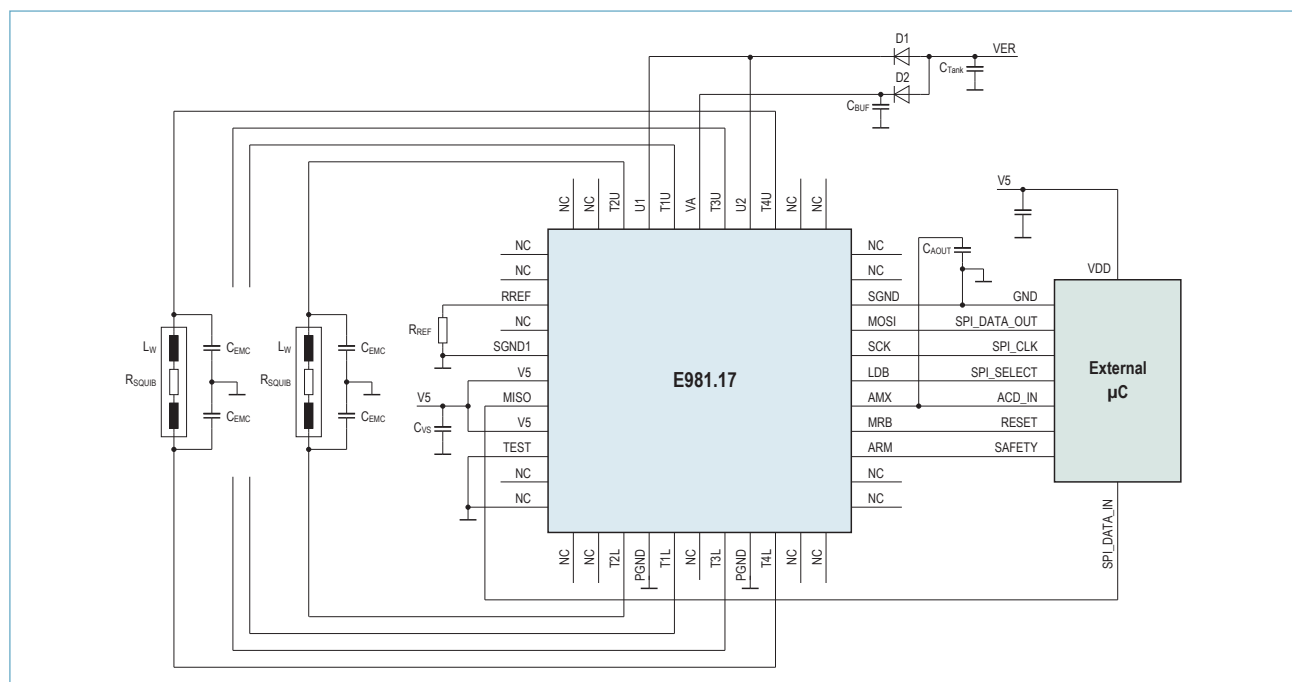 D1
VER
CTank
D2
CBUF
NC
NC
T2U
U1
T1U
VA
T3U
U2
T4U
NC
NC
V5
NC
NC
RREF
NC
SGND1
V5
MISO
V5
TEST
NC
NC
RREF
V5
CVS
E981.17
NC
NC
SGND
MOSI
SCK
LDB
AMX
MRB
ARM
NC
NC
CAOUT
VDD
GND
SPI_DATA_OUT
SPI_CLK
SPI_SELECT
ACD_IN
RESET
SAFETY
External
µC
SPI_DATA_IN
LW
RSQUIB
CEMC
CEMC
LW
RSQUIB
CEMC
CEMC
NC
NC
T2L
PGND
T1L
NC
T3L
PGND
T4L
NC
NC